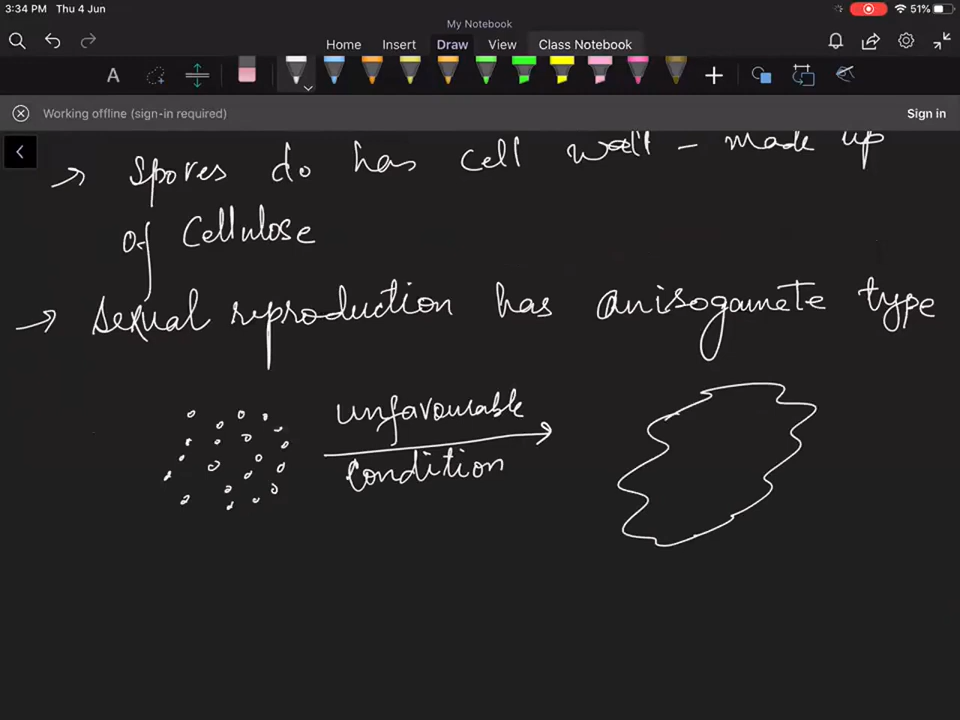 3:34 PM Thu 4 Jun
51%
My Notebook
Home Insert Draw View Class Notebook
A
Working offline (sign-in required) Sign in
→ Spores do has cell wall - made up
of Cellulose
→ Sexual reproduction has anisogamete type
unfavourable
condition